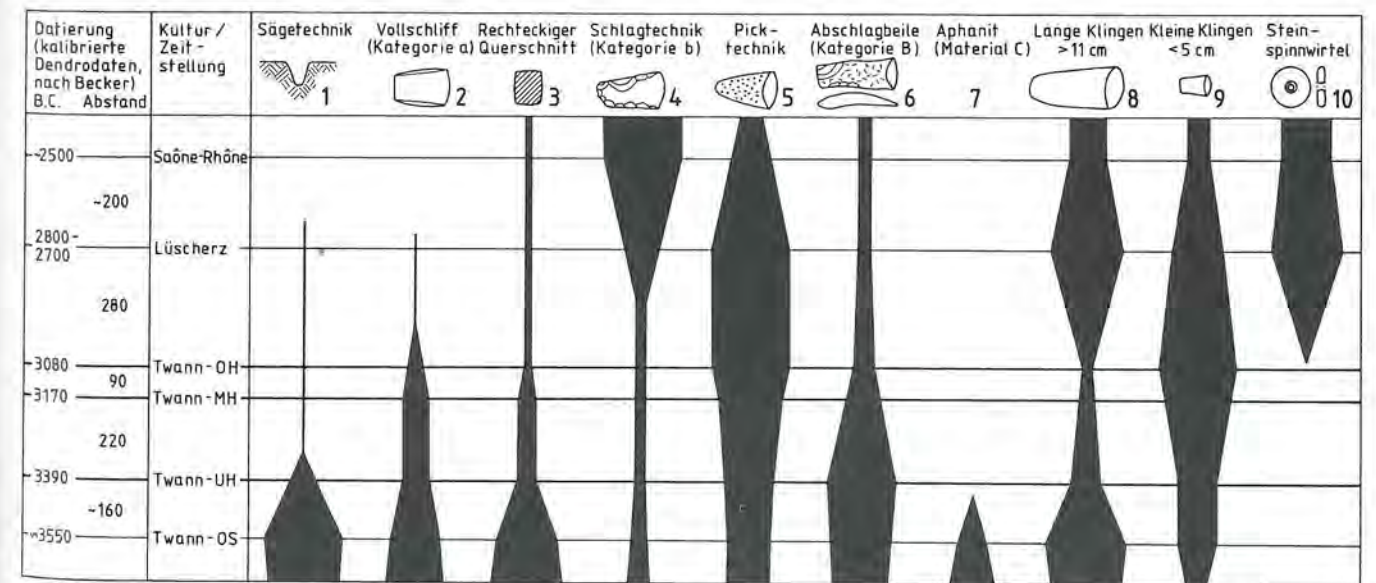 Datierung
(kalibrierte
Dendrodaten,
nach Becker)
B.C. Abstand
Kultur/
Zeit-
stellung
Sägetechnik
1
Vollschliff
(Kategorie a)
2
Rechteckiger
Querschnitt
3
Schlagtechnik
(Kategorie b)
4
Pick-
technik
5
Abschlagbeile
(Kategorie B)
6
Aphanit
(Material C)
7
Lange Klingen
>11 cm
8
Kleine Klingen
<5 cm
9
Stein-
spinnwirtel
10
~2500 Saône-Rhône
~200
2800-
2700 Lüscherz
280
3080 Twann-OH
90
3170 Twann-MH
220
3390 Twann-UH
~160
~3550 Twann-OS